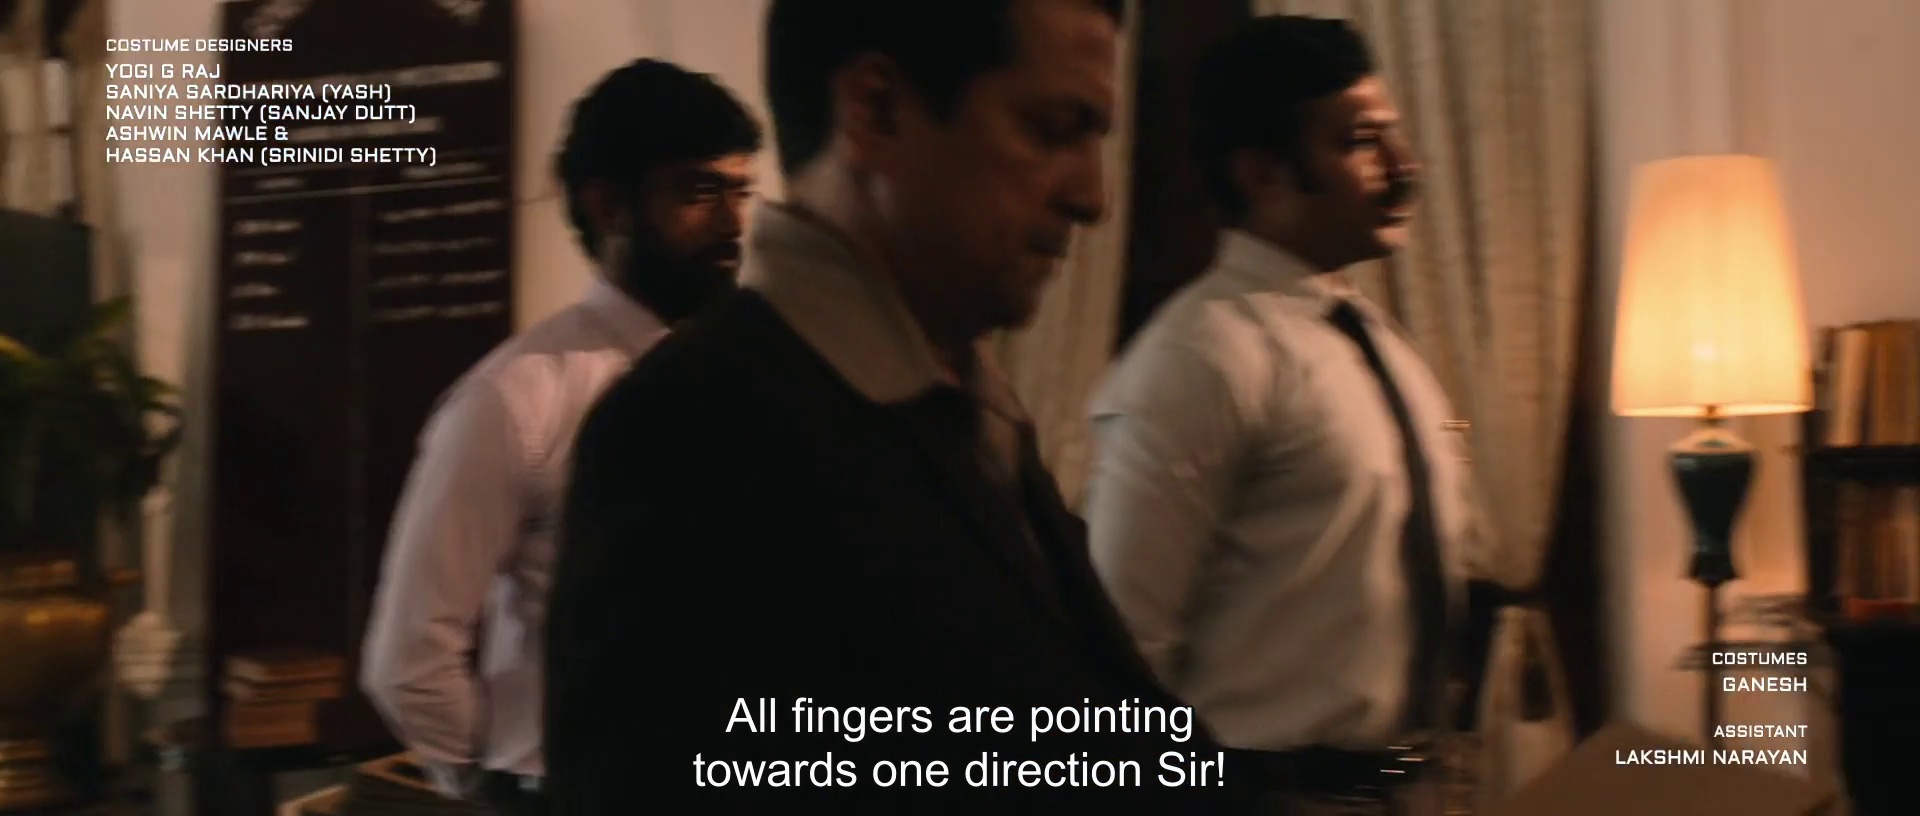 COSTUME DESIGNERS
YOGI G RAJ
SANIYA SARDHARIYA (YASH)
NAVIN SHETTY (SANJAY DUTT)
ASHWIN MAWLE &
HASSAN KHAN (SRINIDI SHETTY)
COSTUMES
GANESH
ASSISTANT
LAKSHMI NARAYAN
All fingers are pointing
towards one direction Sir!